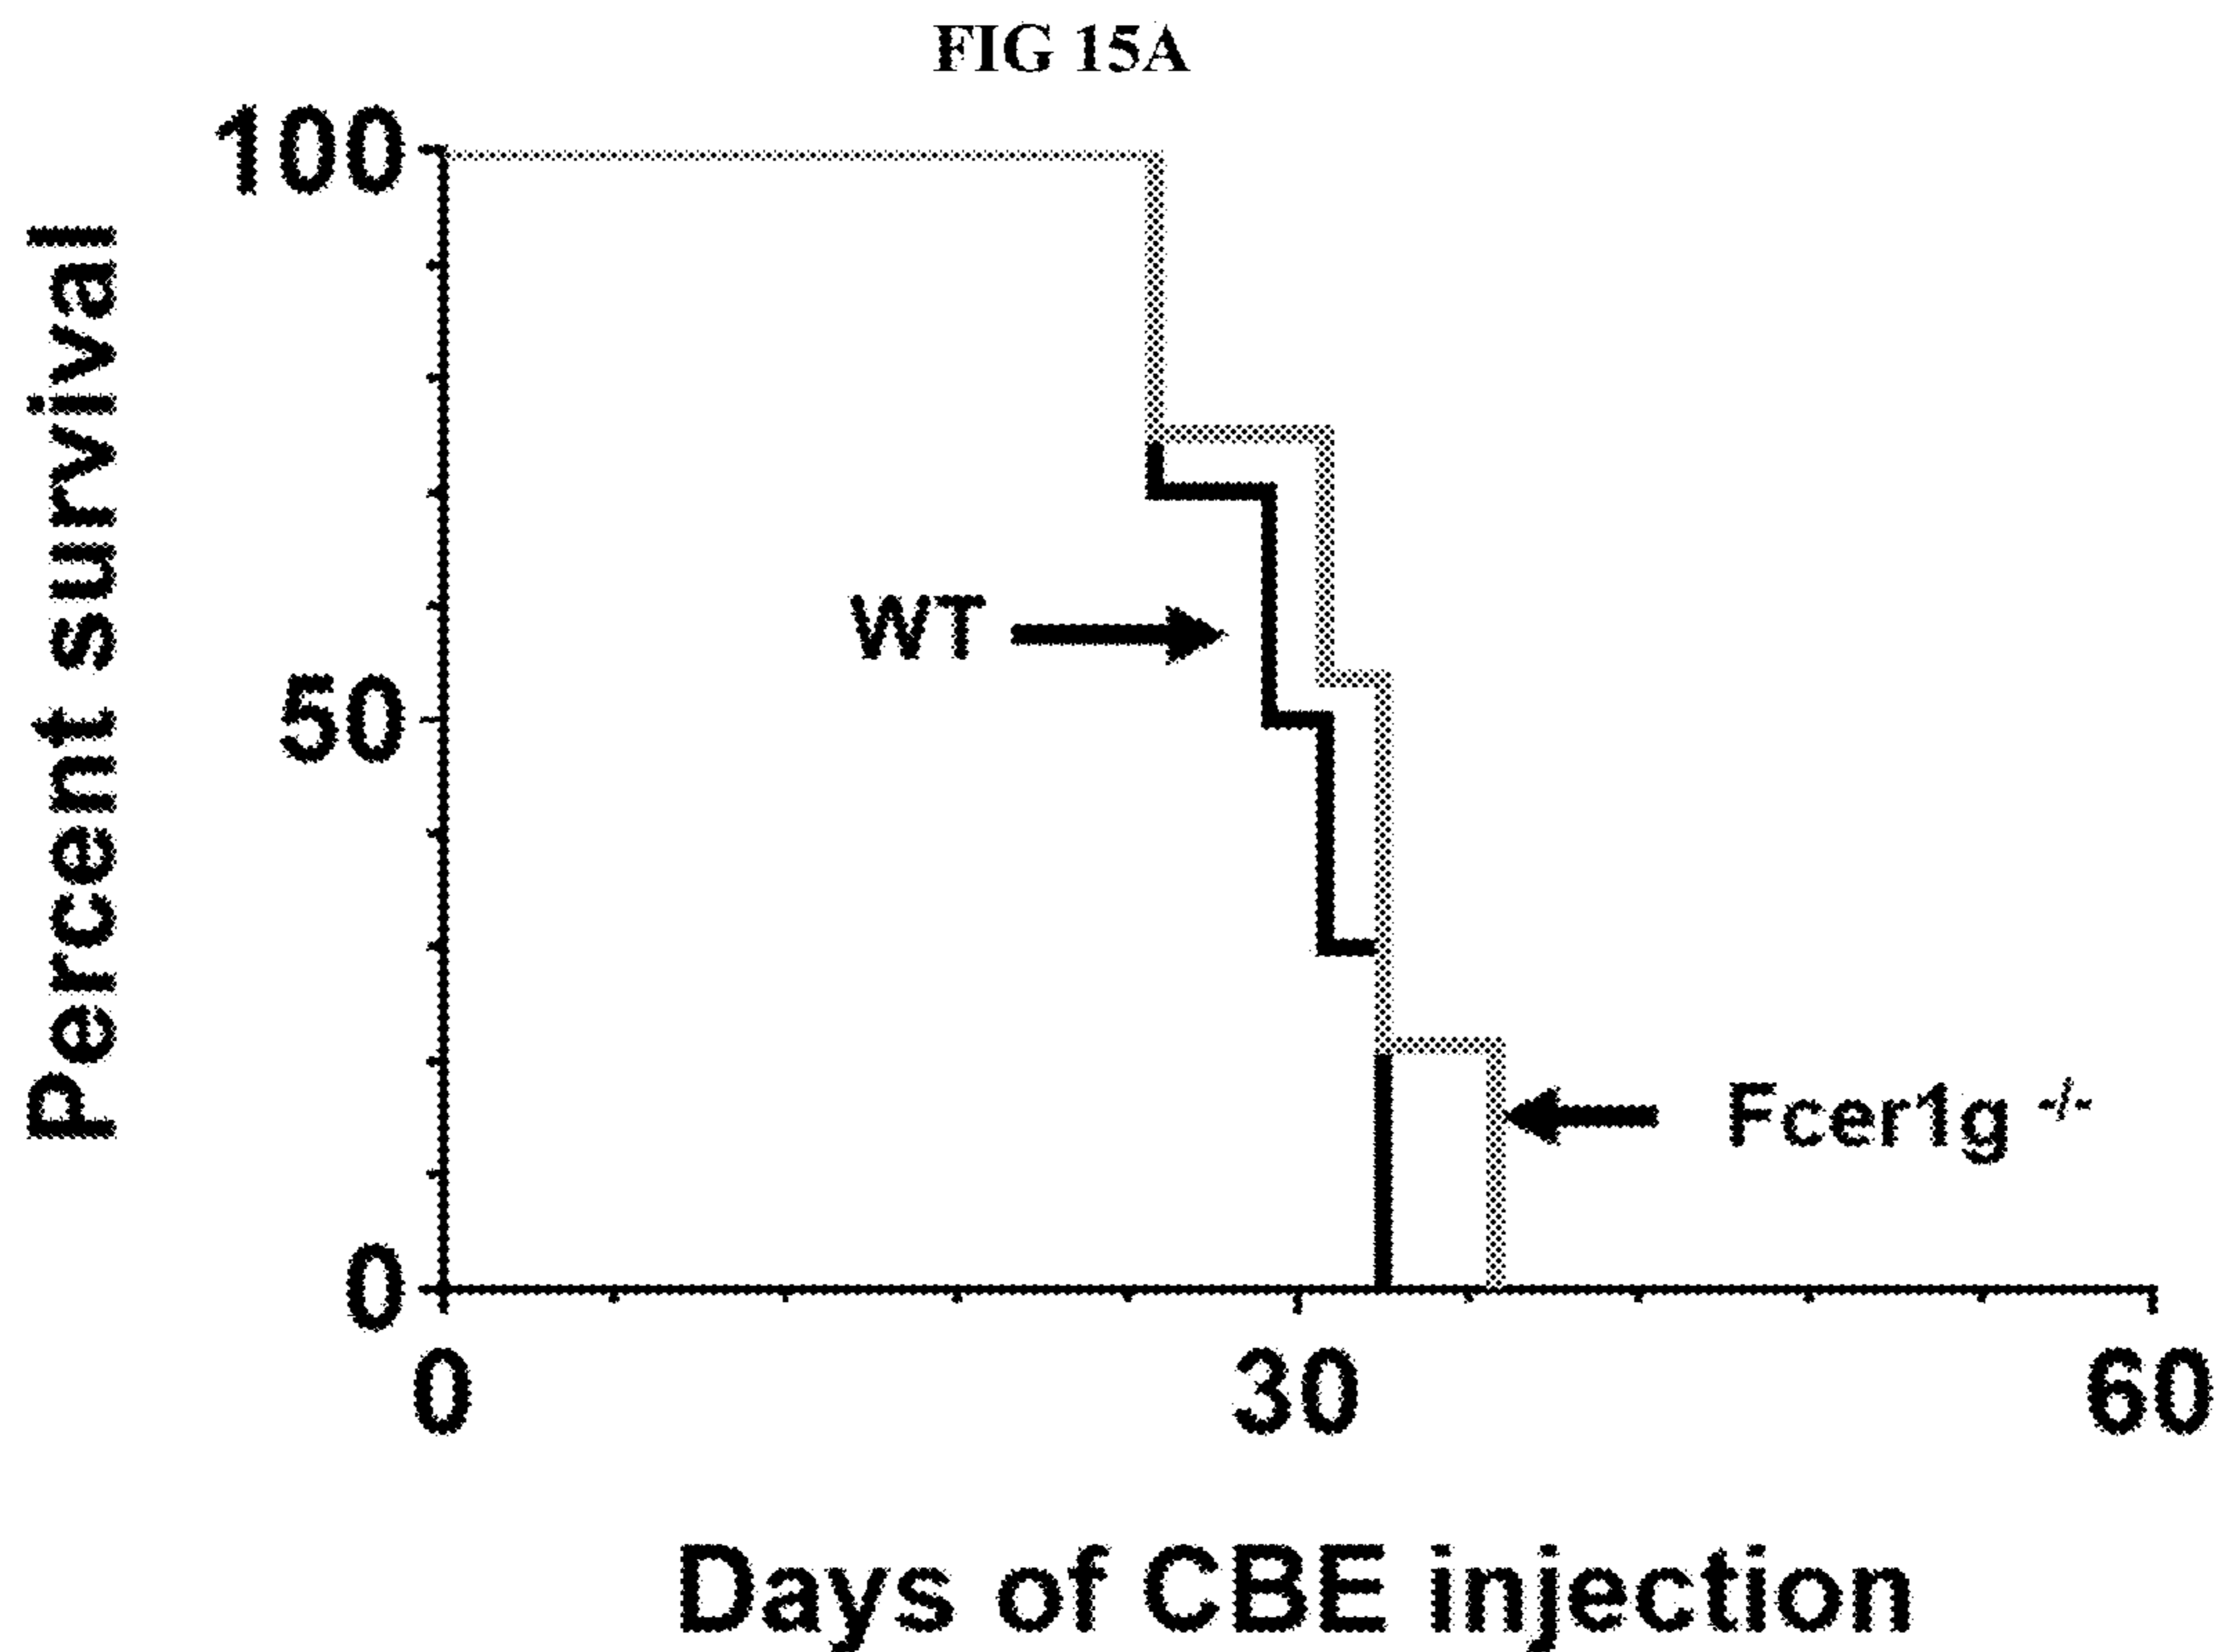 FIG 15A
100
Percent survival
WT
50
Fcer1g -/-
0
0 30 60
Days of CBE injection